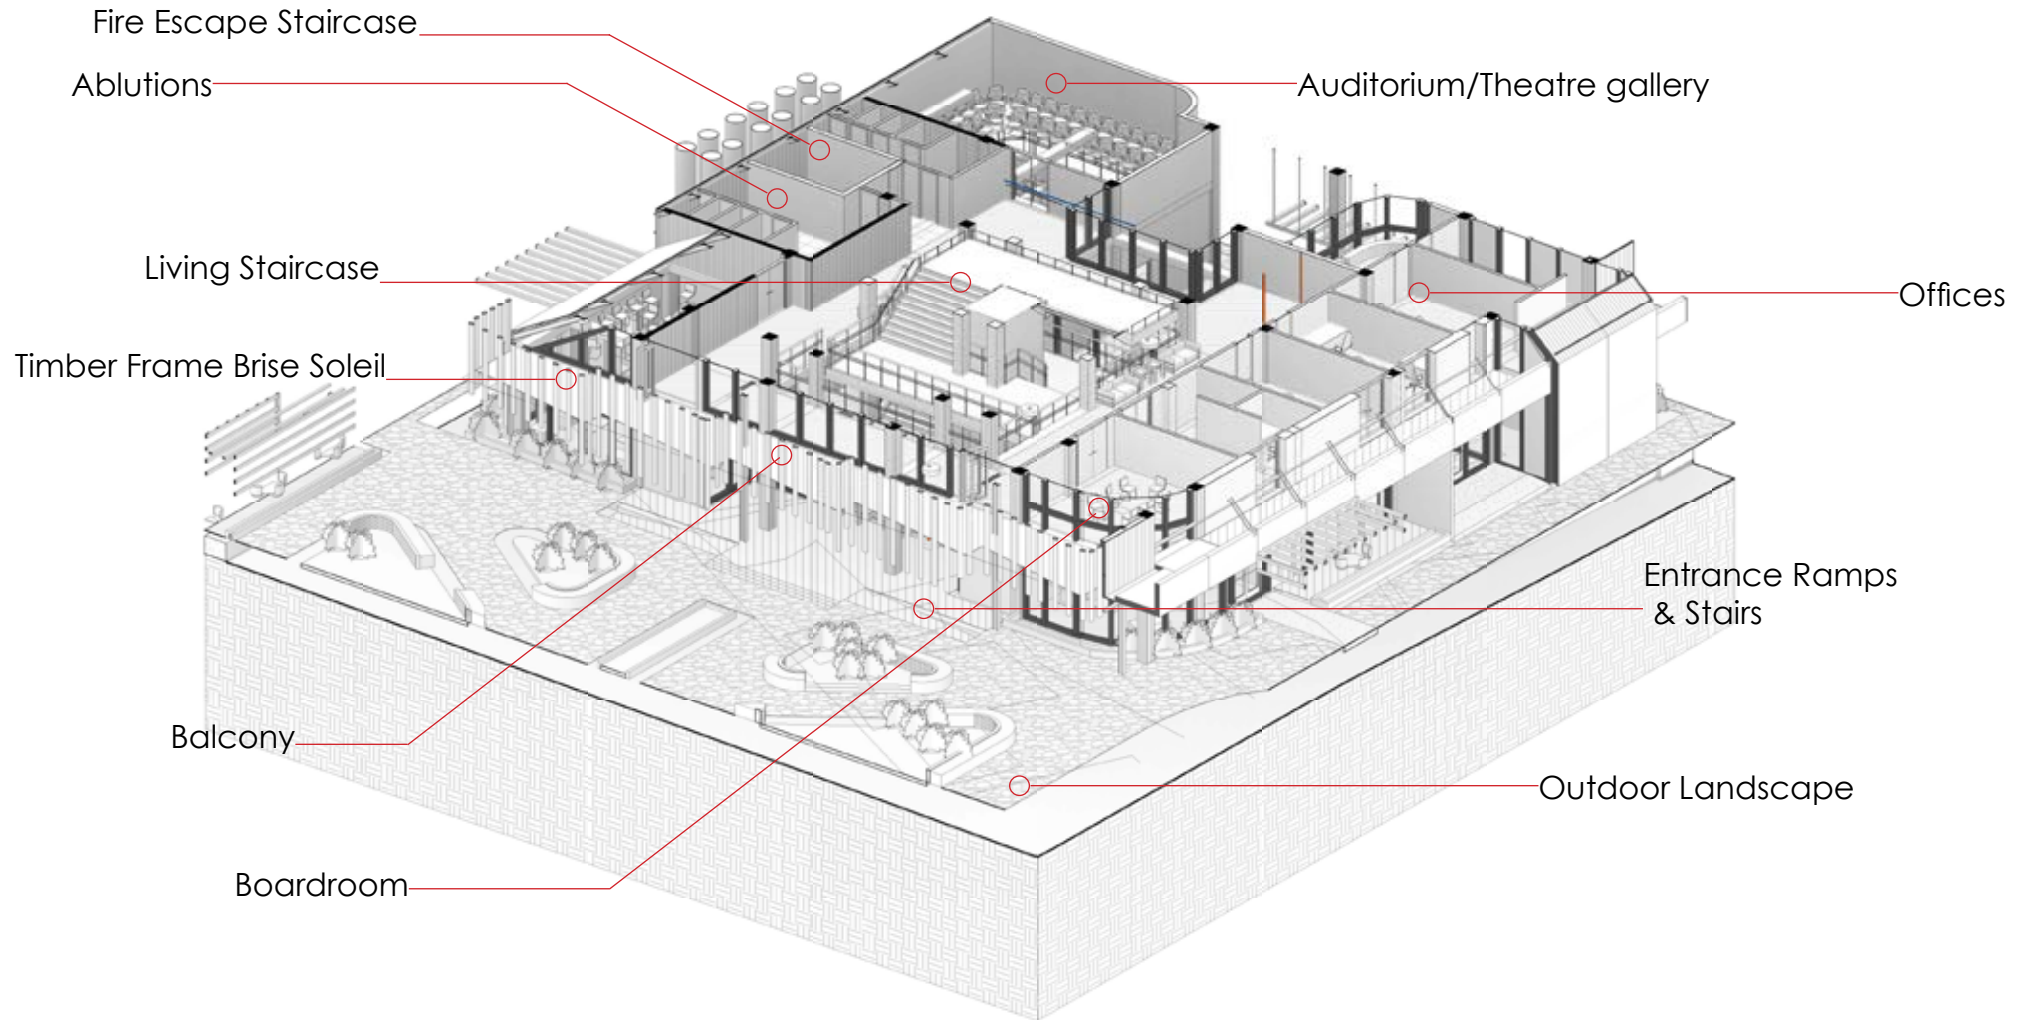 Fire Escape Staircase
Ablutions
Auditorium/Theatre gallery
Living Staircase
Offices
Timber Frame Brise Soleil
Entrance Ramps
& Stairs
Balcony
Outdoor Landscape
Boardroom